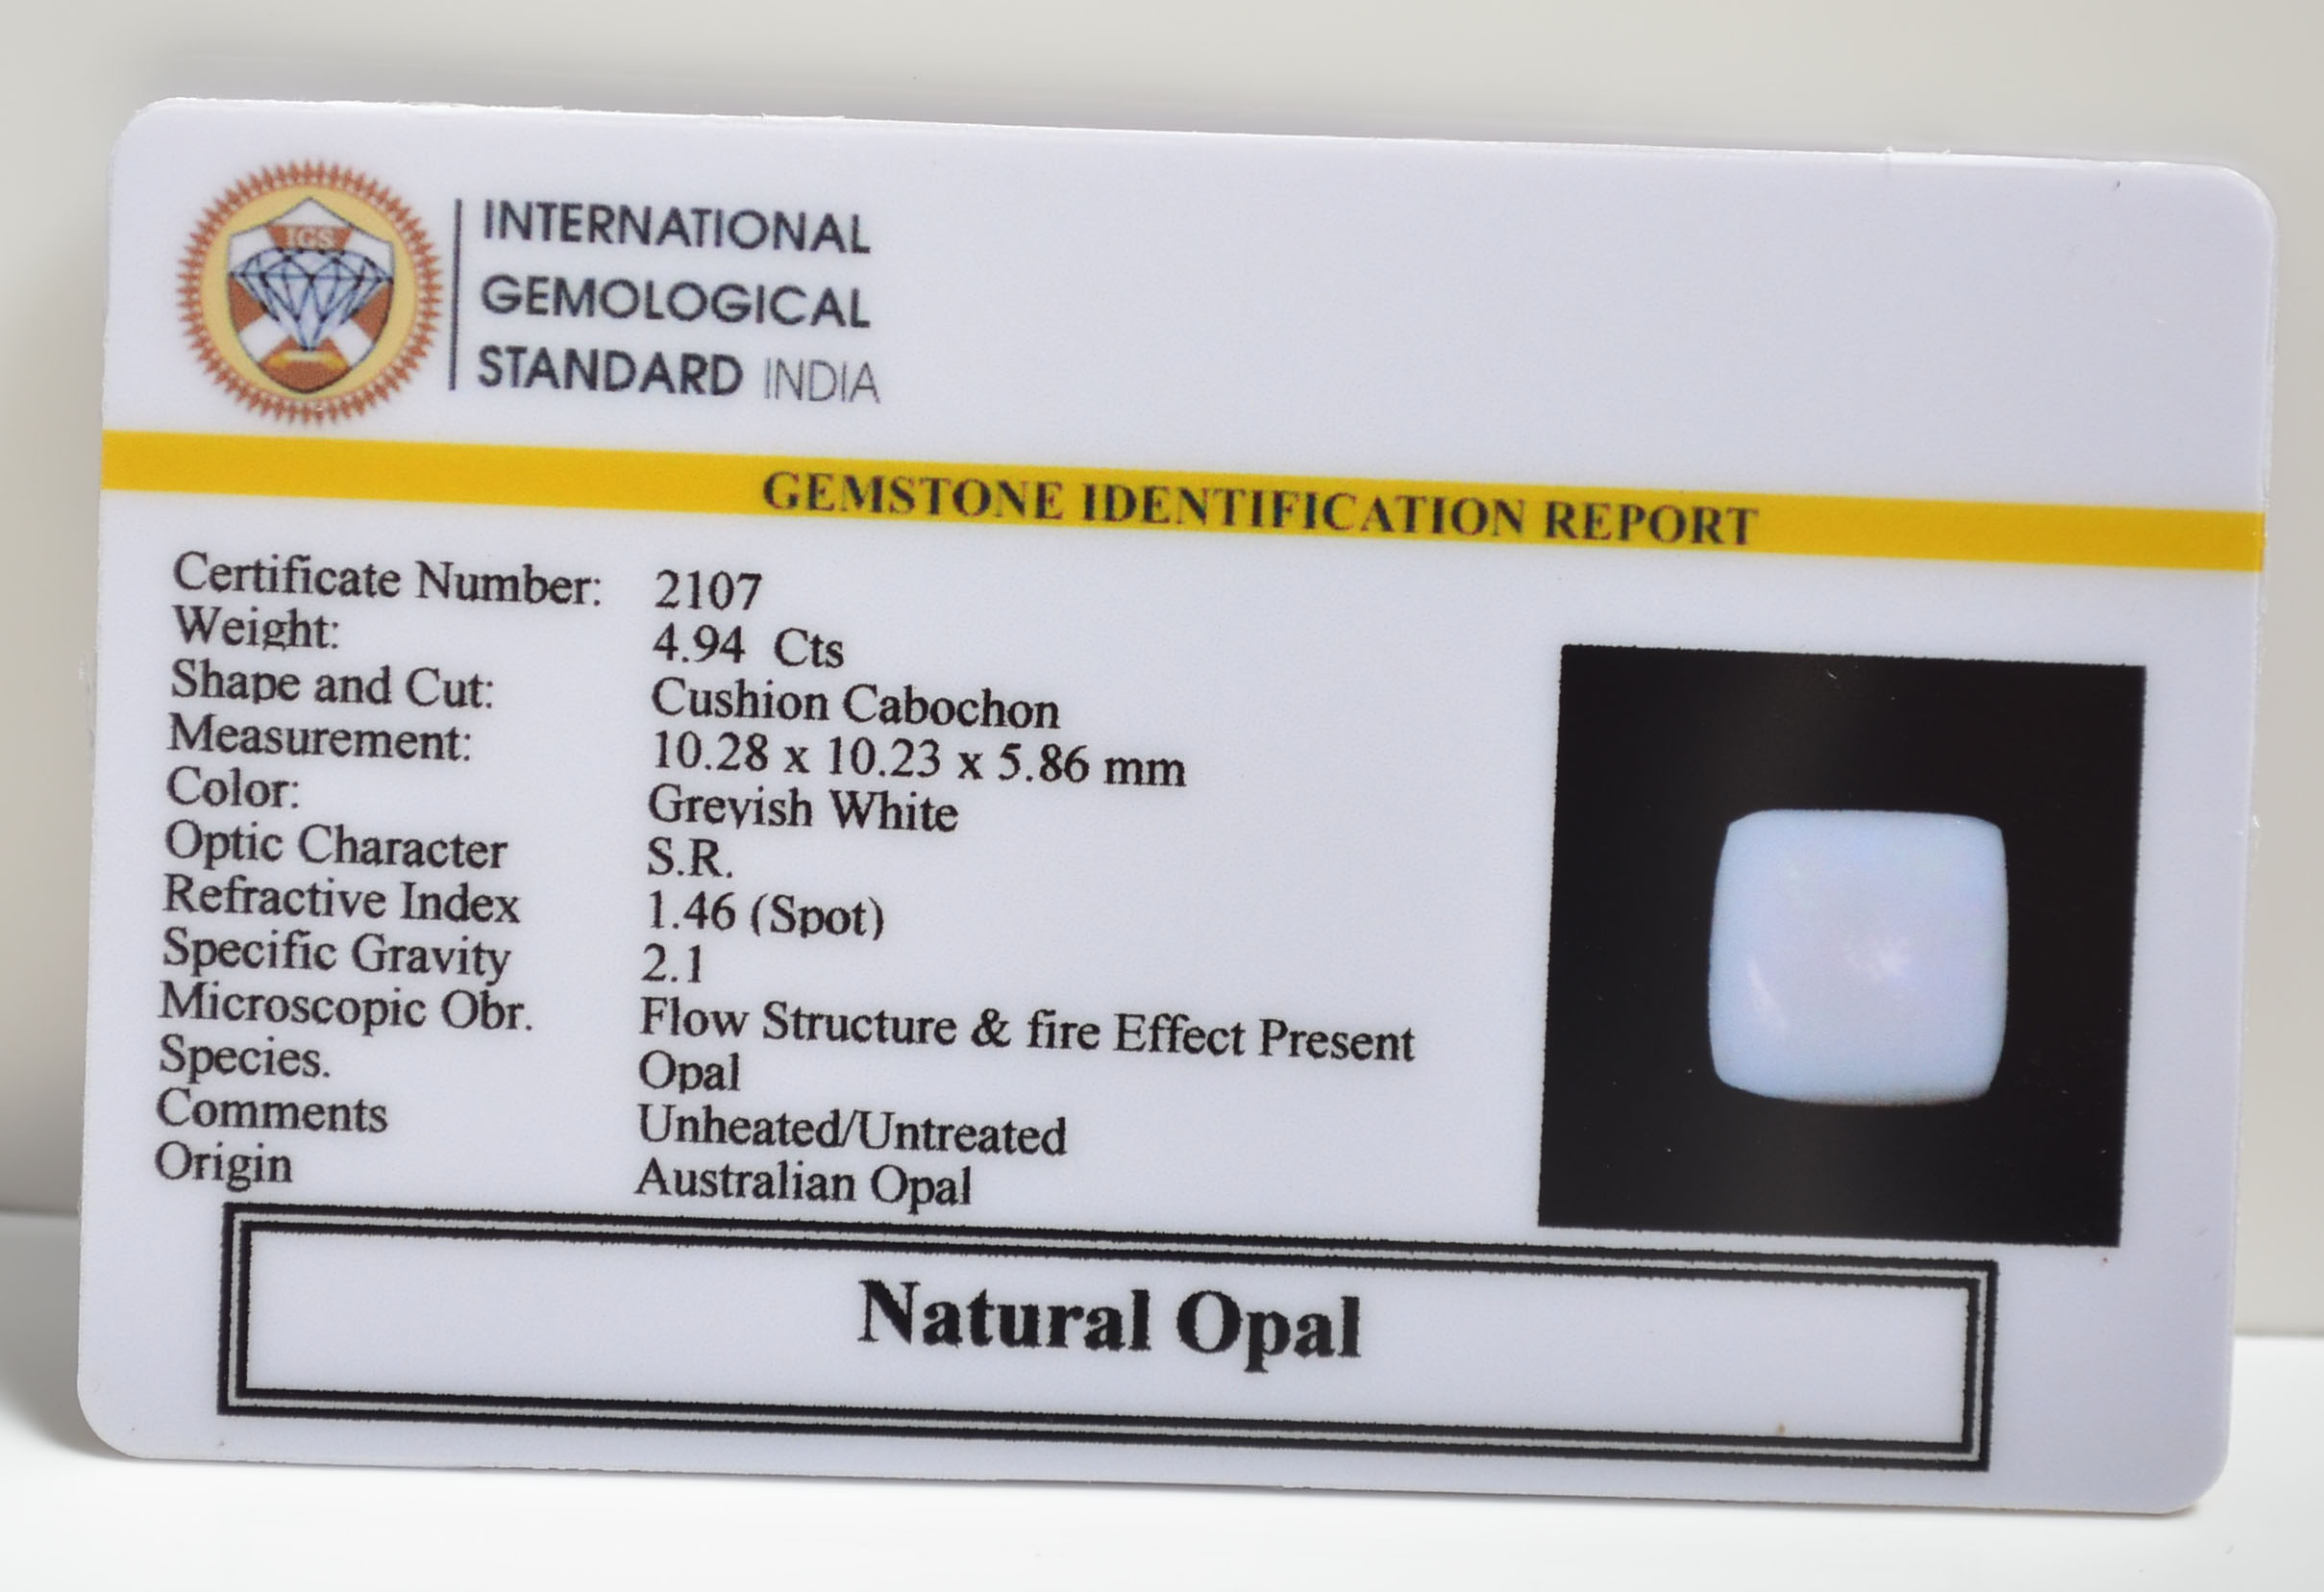 IGS
INTERNATIONAL
GEMOLOGICAL
STANDARD INDIA
GEMSTONE IDENTIFICATION REPORT
Certificate Number: 2107
Weight: 4.94 Cts
Shape and Cut: Cushion Cabochon
Measurement: 10.28 x 10.23 x 5.86 mm
Color: Greyish White
Optic Character S.R.
Refractive Index 1.46 (Spot)
Specific Gravity 2.1
Microscopic Obr. Flow Structure & fire Effect Present
Species. Opal
Comments Unheated/Untreated
Origin Australian Opal
Natural Opal